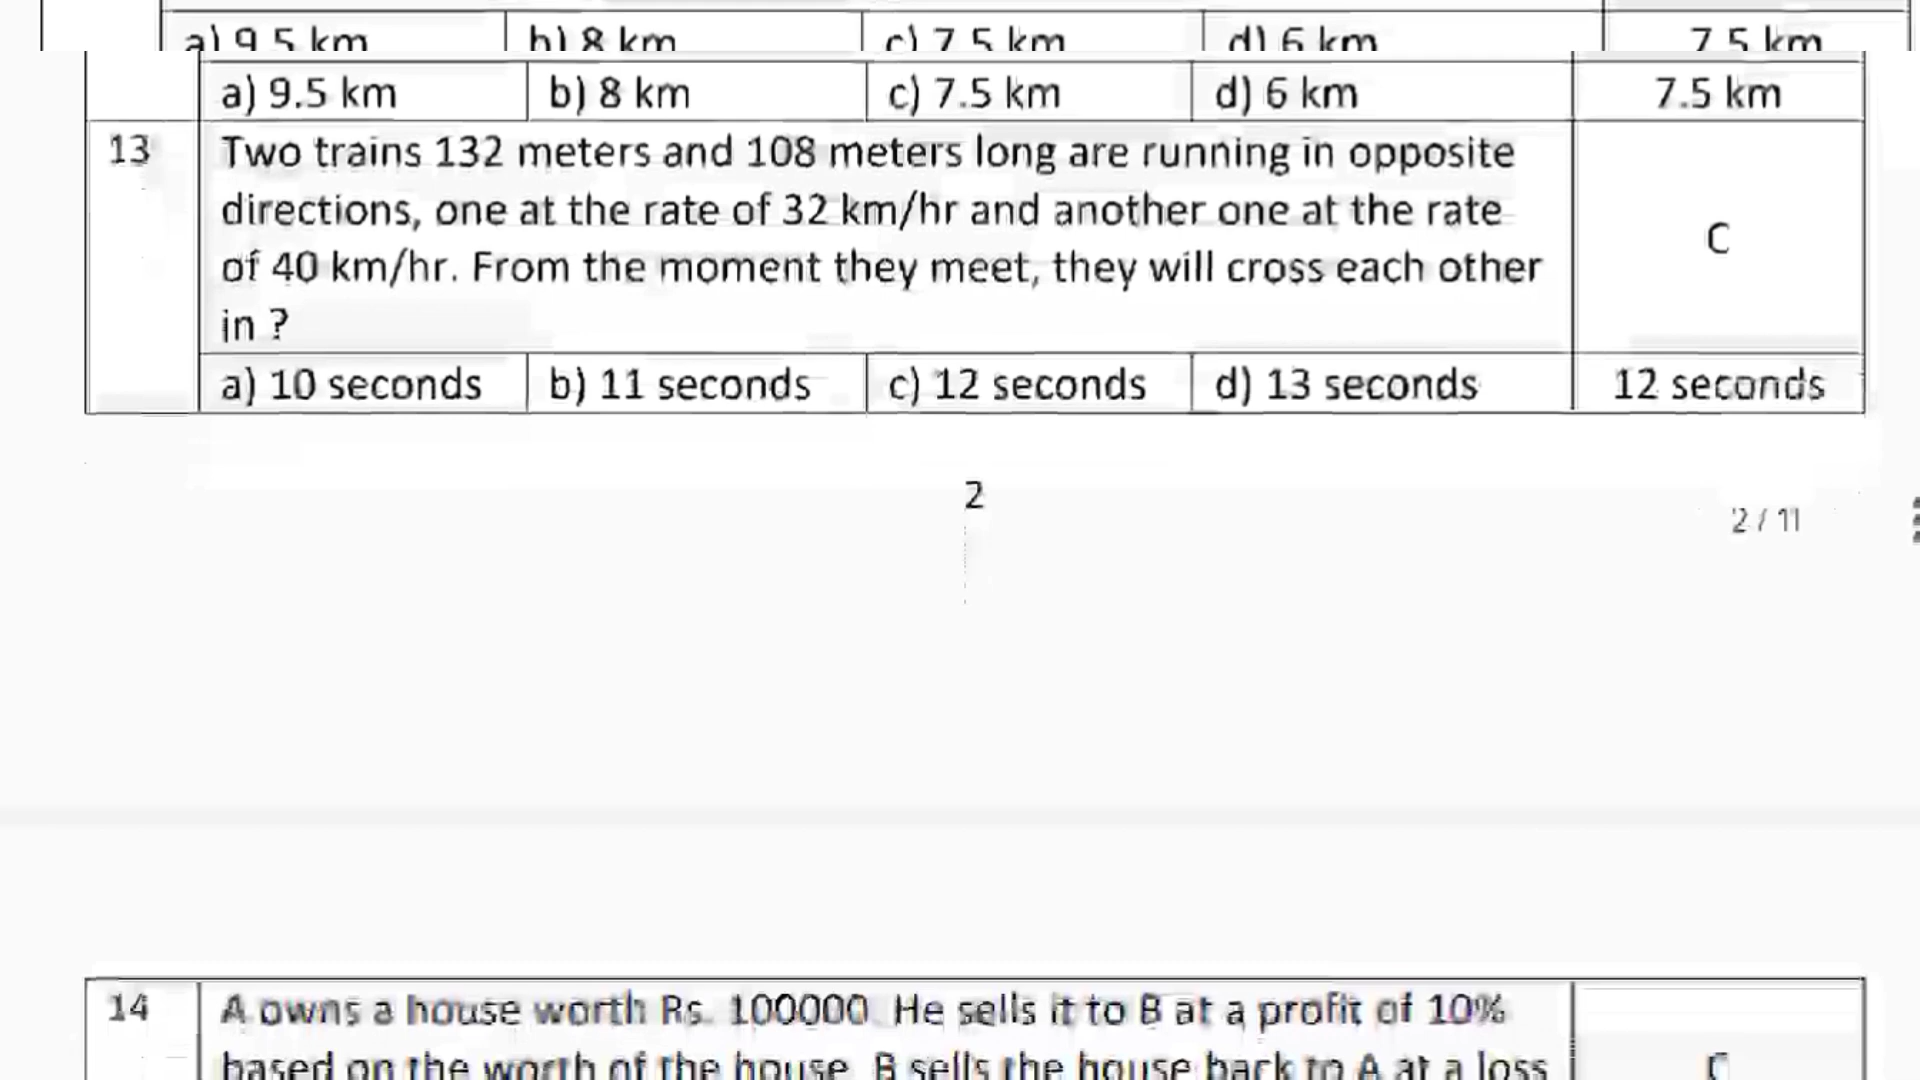 a) 9.5 km b) 8 km c) 7.5 km d) 6 km 7.5 km
a) 9.5 km b) 8 km c) 7.5 km d) 6 km 7.5 km
13 Two trains 132 meters and 108 meters long are running in opposite
directions, one at the rate of 32 km/hr and another one at the rate
of 40 km/hr. From the moment they meet, they will cross each other
in ?
C
a) 10 seconds b) 11 seconds c) 12 seconds d) 13 seconds 12 seconds
2
2 / 11
14 A owns a house worth Rs. 100000. He sells it to B at a profit of 10%
based on the worth of the house. B sells the house back to A at a loss
C